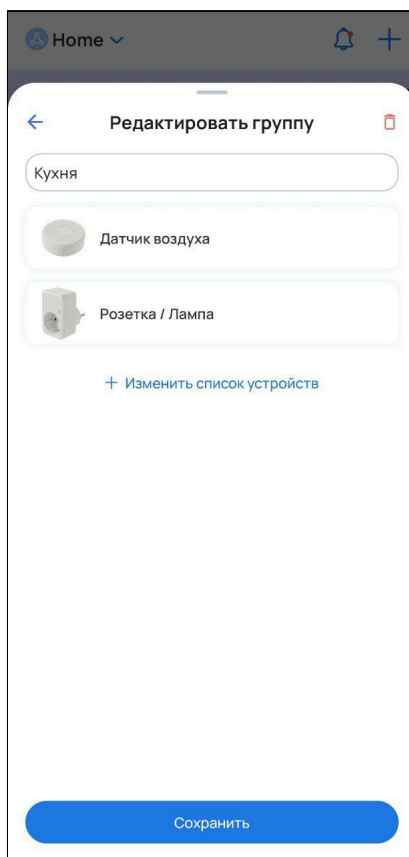 Home
Редактировать группу
Кухня
Датчик воздуха
Розетка / Лампа
+ Изменить список устройств
Сохранить